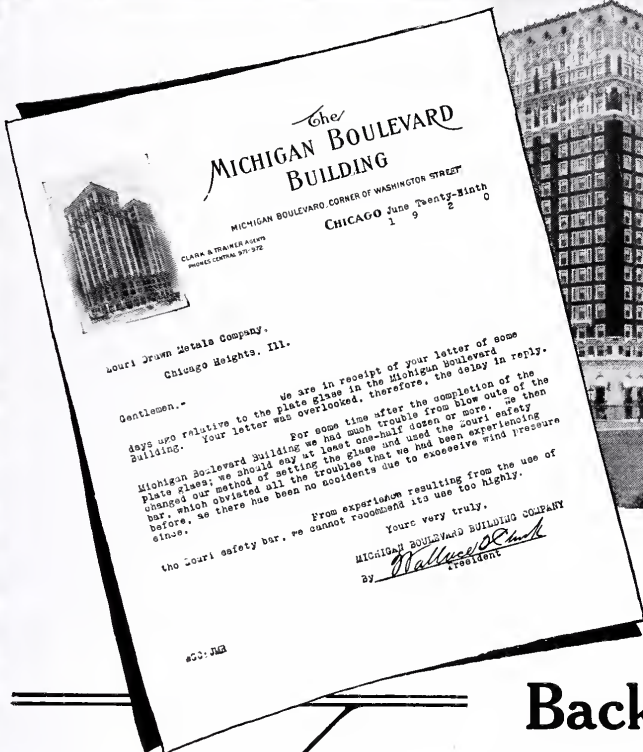 The
MICHIGAN BOULEVARD
BUILDING
MICHIGAN BOULEVARD, CORNER OF WASHINGTON STREET
CLARK & TRAINER AGENTS
PHONES CENTRAL 971-972
CHICAGO June Twenty-Ninth
1 9 2 0
Zouri Drawn Metals Company,
Chicago Heights, Ill.
Gentlemen,-
We are in receipt of your letter of some
days ago relative to the plate glass in the Michigan Boulevard
Building. Your letter was overlooked, therefore, the delay in reply.
For some time after the completion of the
Michigan Boulevard Building we had much trouble from blow outs of the
Plate glass; we should say at least one-half dozen or more. We then
changed our method of setting the glass and used the Zouri safety
bar, which obviated all the troubles that we had been experiencing
before, as there has been no accidents due to excessive wind pressure
since.
From experience resulting from the use of
the Zouri safety bar, we cannot recommend its use too highly.
Yours very truly,
MICHIGAN BOULEVARD BUILDING COMPANY
By Wallace G Clark
President
WGC:JMB
Back